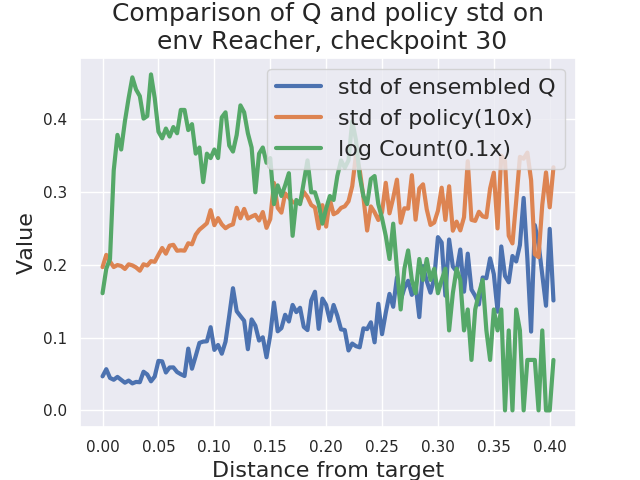 Comparison of Q and policy std on
env Reacher, checkpoint 30
std of ensembled Q
std of policy(10x)
log Count(0.1x)
Value
0.4
0.3
0.2
0.1
0.0
0.00 0.05 0.10 0.15 0.20 0.25 0.30 0.35 0.40
Distance from target